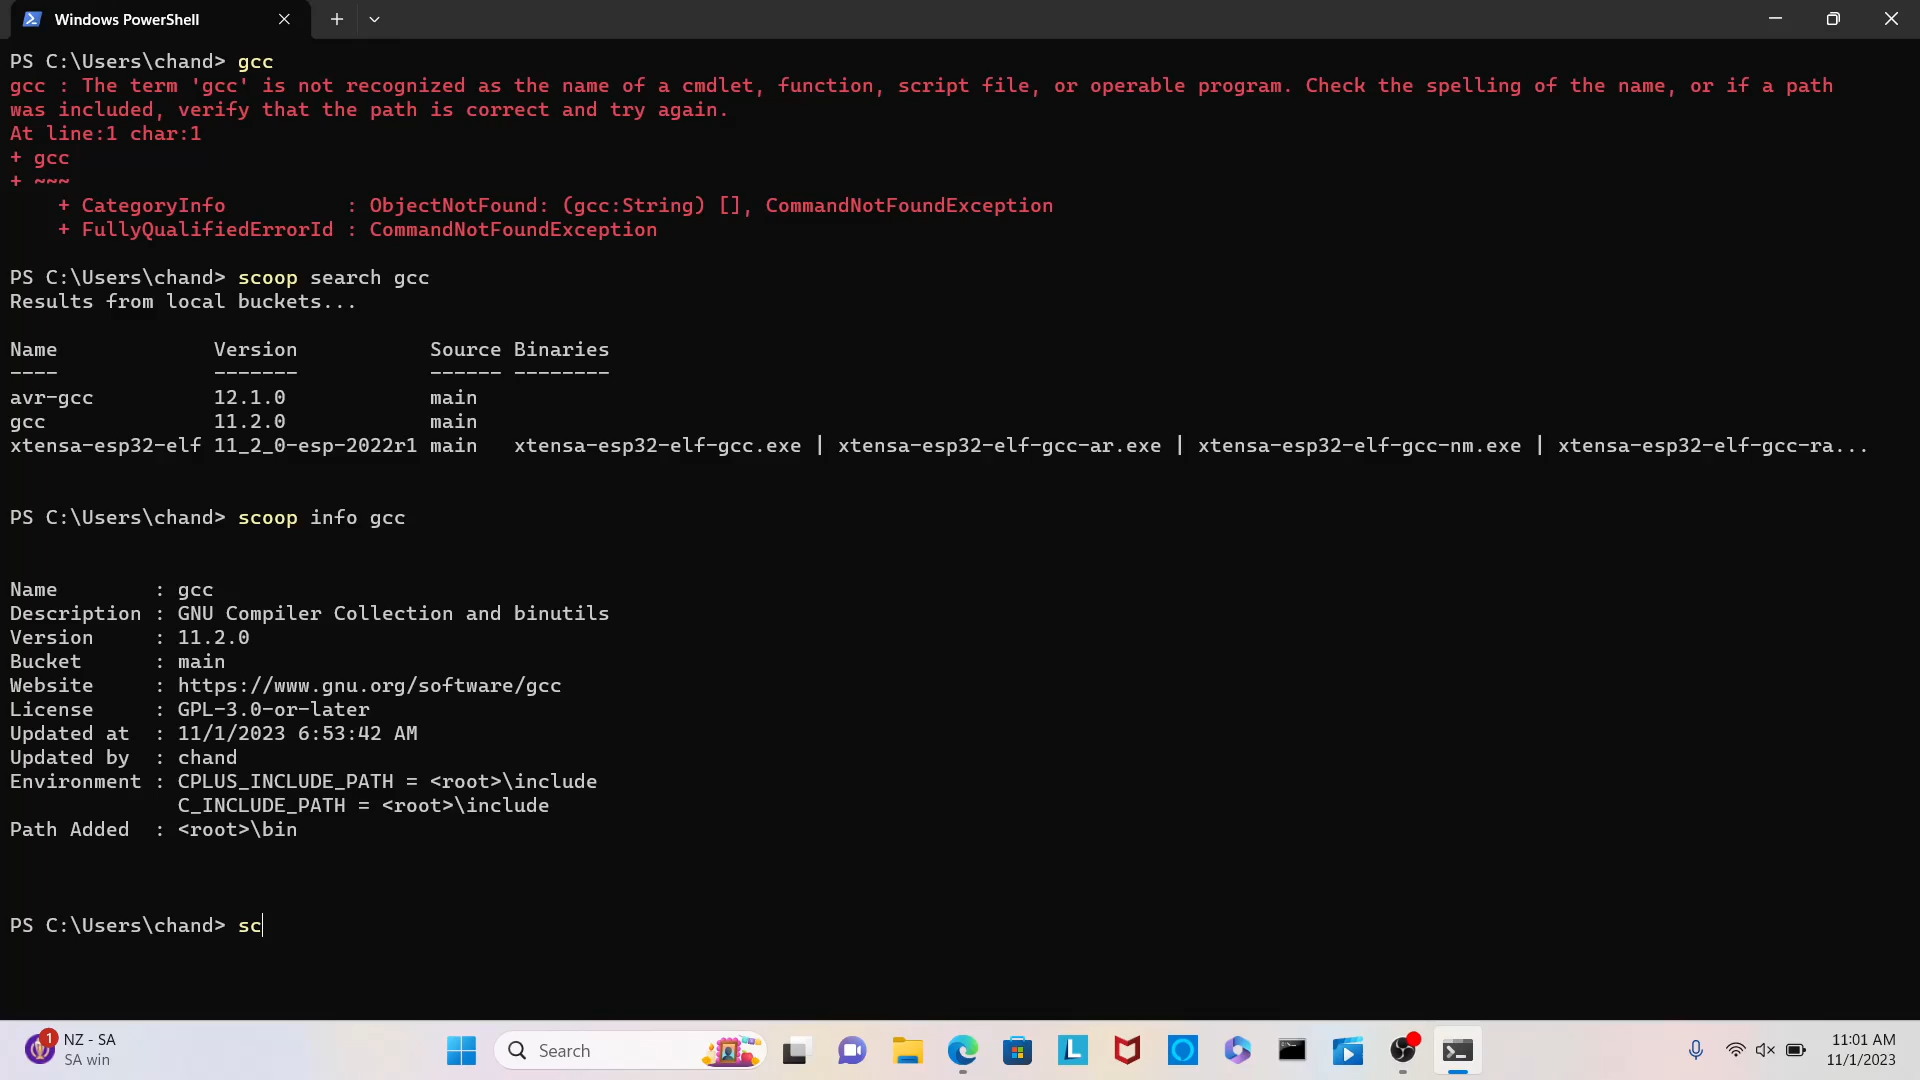 Windows PowerShell
PS C:\Users\chand> gcc
gcc : The term 'gcc' is not recognized as the name of a cmdlet, function, script file, or operable program. Check the spelling of the name, or if a path
was included, verify that the path is correct and try again.
At line:1 char:1
+ gcc
+ ~~~
    + CategoryInfo          : ObjectNotFound: (gcc:String) [], CommandNotFoundException
    + FullyQualifiedErrorId : CommandNotFoundException
PS C:\Users\chand> scoop search gcc
Results from local buckets...
Name             Version           Source Binaries
----             -------           ------ --------
avr-gcc          12.1.0            main
gcc              11.2.0            main
xtensa-esp32-elf 11_2_0-esp-2022r1 main   xtensa-esp32-elf-gcc.exe | xtensa-esp32-elf-gcc-ar.exe | xtensa-esp32-elf-gcc-nm.exe | xtensa-esp32-elf-gcc-ra...
PS C:\Users\chand> scoop info gcc
Name        : gcc
Description : GNU Compiler Collection and binutils
Version     : 11.2.0
Bucket      : main
Website     : https://www.gnu.org/software/gcc
License     : GPL-3.0-or-later
Updated at  : 11/1/2023 6:53:42 AM
Updated by  : chand
Environment : CPLUS_INCLUDE_PATH = <root>\include
              C_INCLUDE_PATH = <root>\include
Path Added  : <root>\bin
PS C:\Users\chand> sc
1
NZ - SA
SA win
Search
L
11:01 AM
11/1/2023